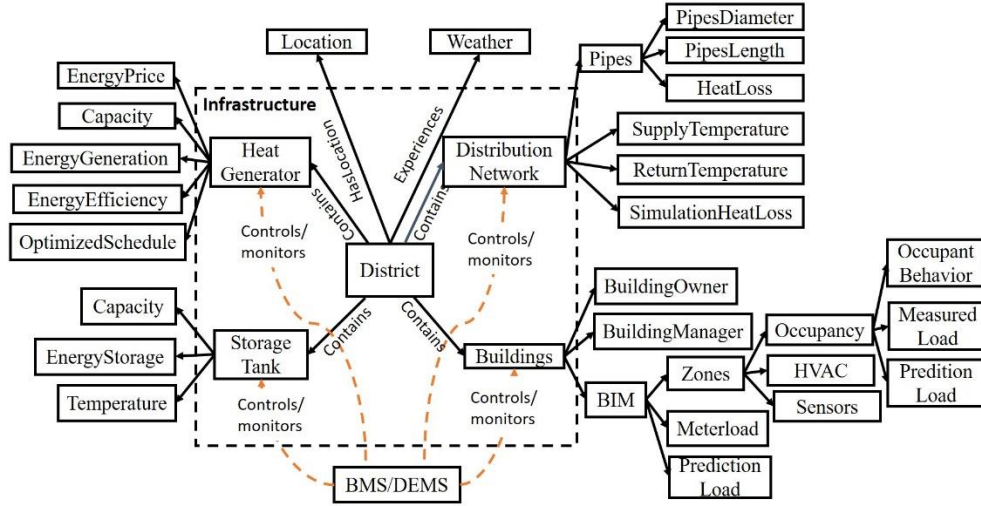 Location
Weather
EnergyPrice
Capacity
EnergyGeneration
EnergyEfficiency
OptimizedSchedule
Infrastructure
Heat
Generator
HasLocation
Experiences
Contains
Contains
Distribution
Network
Pipes
PipesDiameter
PipesLength
HeatLoss
SupplyTemperature
ReturnTemperature
SimulationHeatLoss
Controls/
monitors
District
Controls/
monitors
Capacity
EnergyStorage
Temperature
Storage
Tank
Contains
Contains
Buildings
BuildingOwner
BuildingManager
BIM
Zones
Meterload
Prediction
Load
Occupancy
HVAC
Sensors
Occupant
Behavior
Measured
Load
Predition
Load
Controls/
monitors
Controls/
monitors
BMS/DEMS